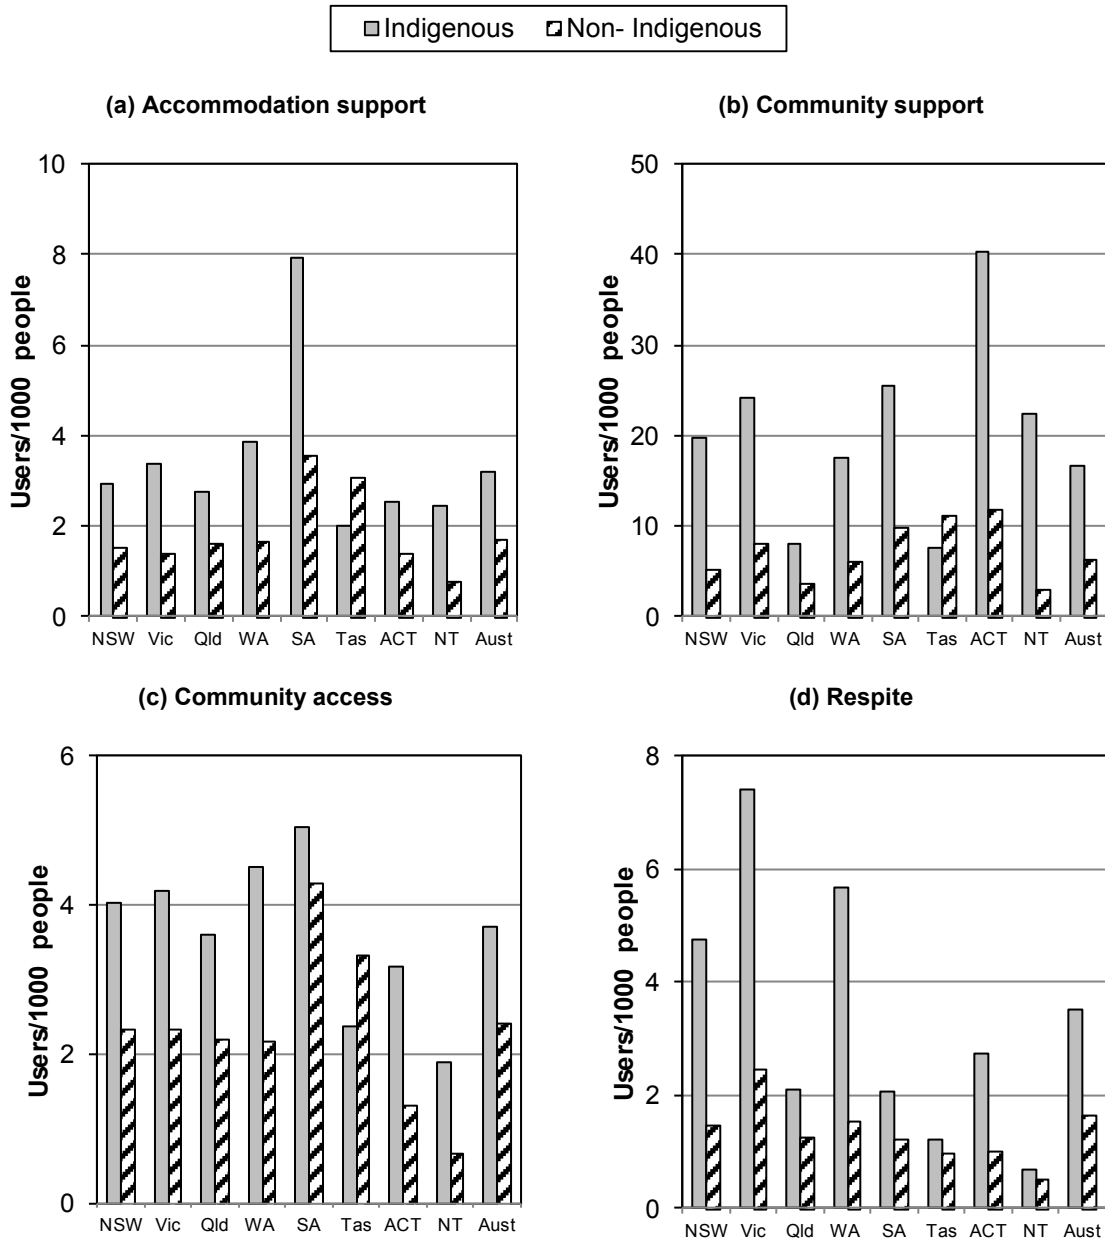 Indigenous Non- Indigenous
(a) Accommodation support
Users/1000 people
10
8
6
4
2
0
NSW Vic Qld WA SA Tas ACT NT Aust
(b) Community support
Users/1000 people
50
40
30
20
10
0
NSW Vic Qld WA SA Tas ACT NT Aust
(c) Community access
Users/1000 people
6
4
2
0
NSW Vic Qld WA SA Tas ACT NT Aust
(d) Respite
Users/1000 people
8
6
4
2
0
NSW Vic Qld WA SA Tas ACT NT Aust